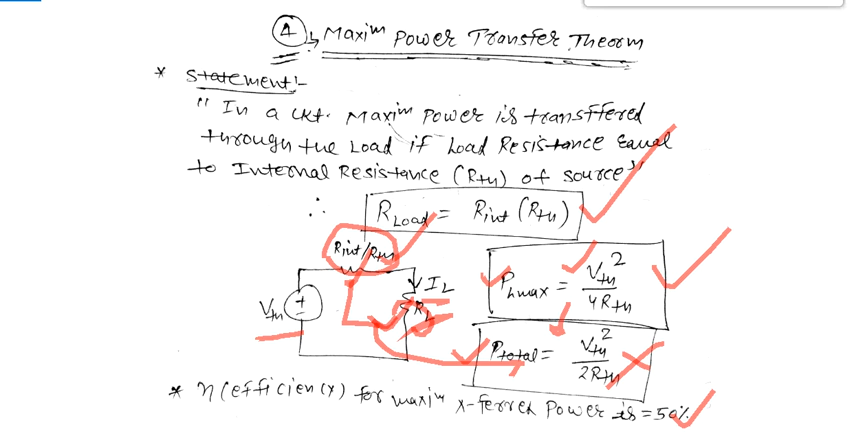 4 ↳ Maxiᵐ Power Transfer Theorm
* Statement:-
" In a ckt. Maxiᵐ Power is transffered
through the Load if Load Resistance Equal
to Internal Resistance (Rth) of source"
∴ RLoad = Rint (Rth)
Rint/Rth
IL
PLmax = Vth² / 4Rth
Vth
RL
Ptotal = Vth² / 2Rth
* η (efficiency) for maxiᵐ x-ferred Power is = 50%